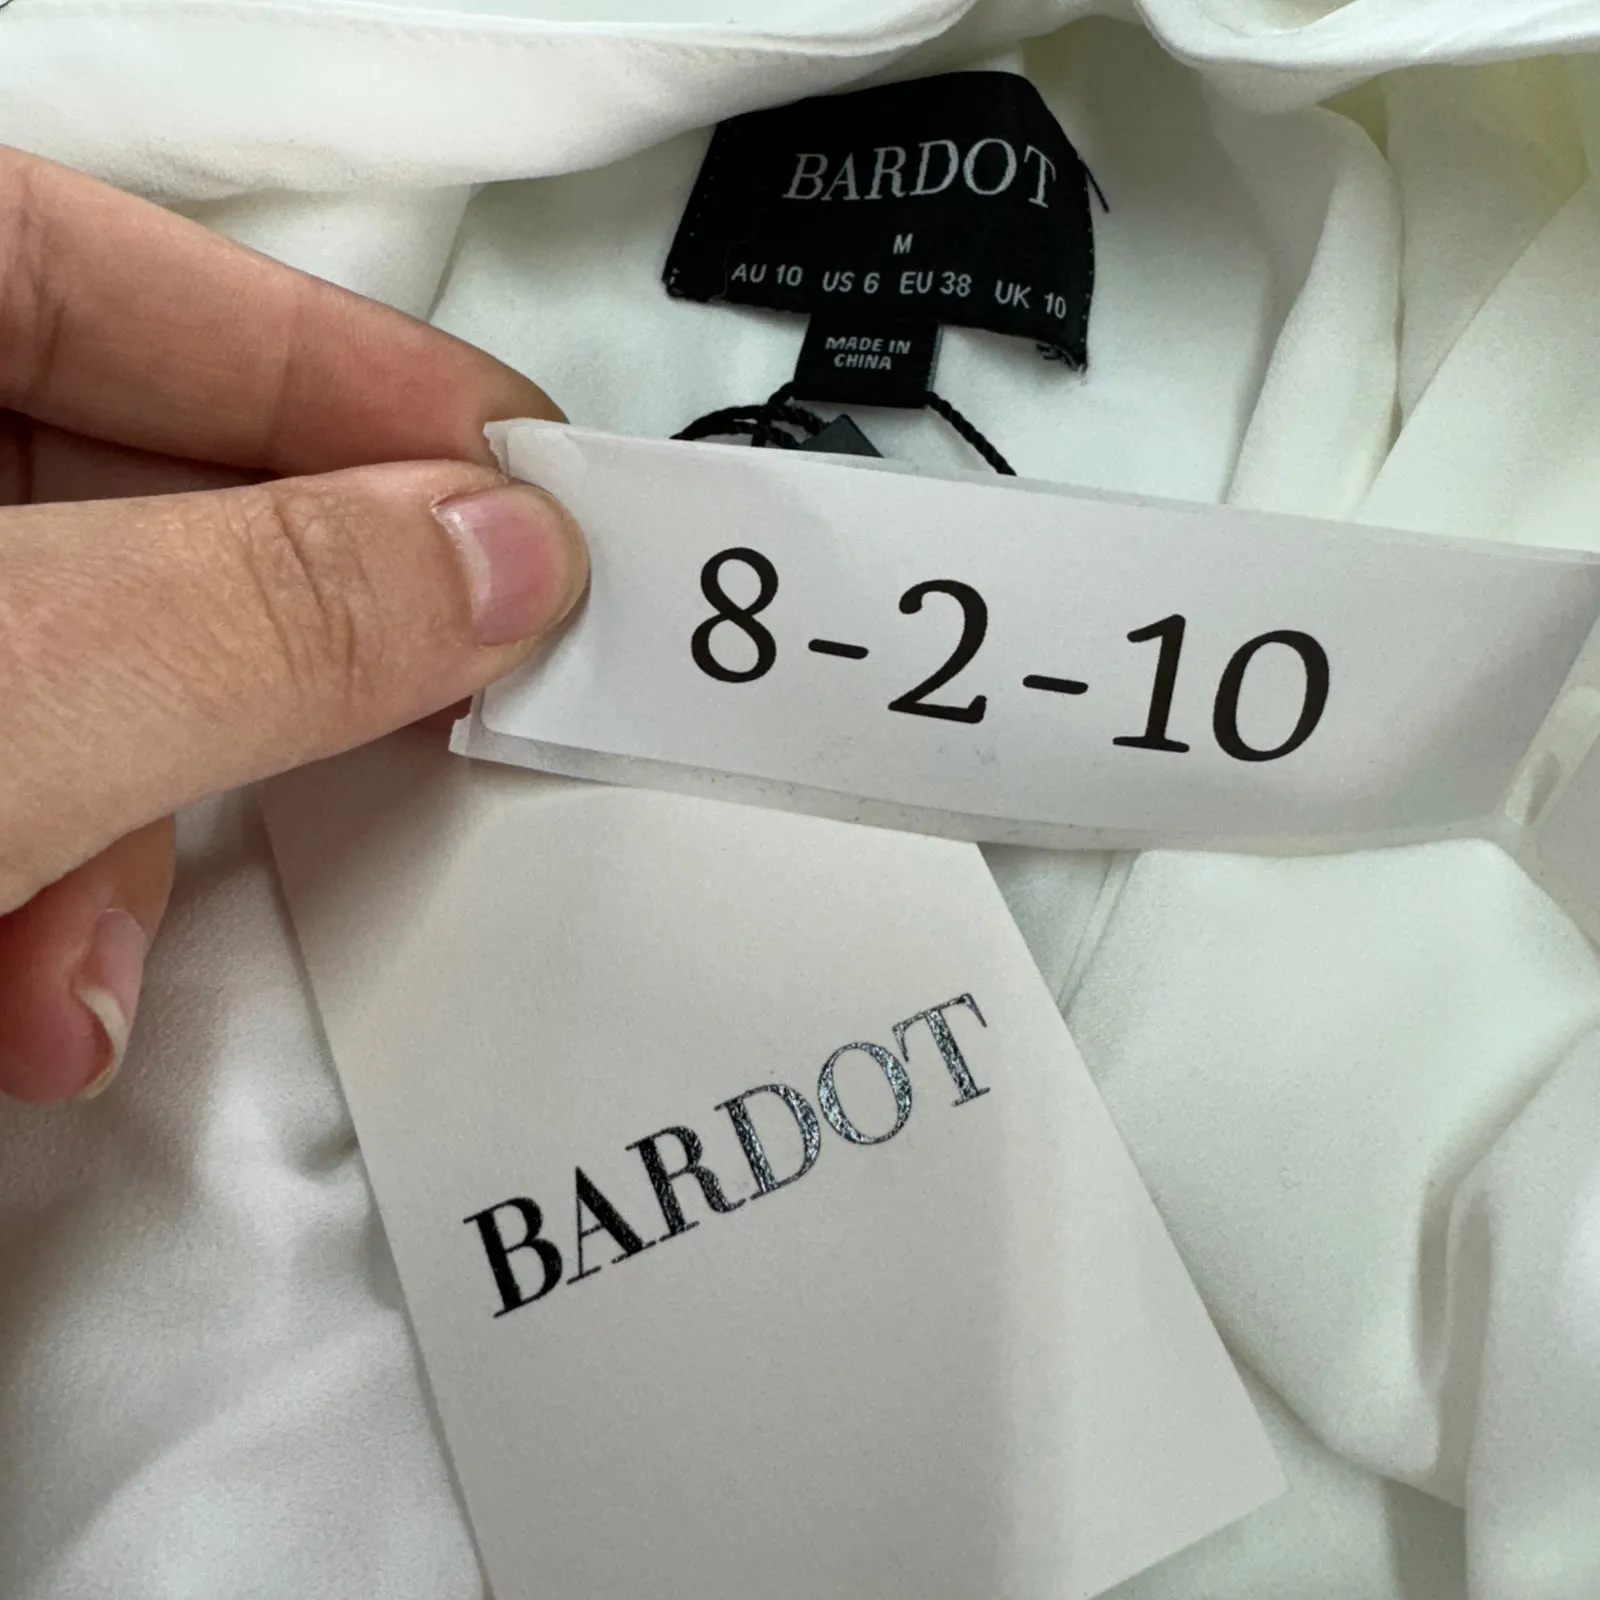 BARDOT
M
AU 10 US 6 EU 38 UK 10
MADE IN
CHINA
8-2-10
BARDOT